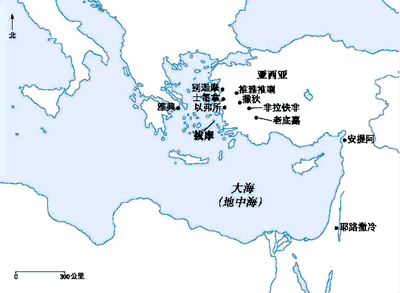 北
亚西亚
别迦摩
推雅推喇
士每拿
撒狄
以弗所
雅典
非拉铁非
老底嘉
拔摩
安提阿
大海
(地中海)
耶路撒冷
0 300公里